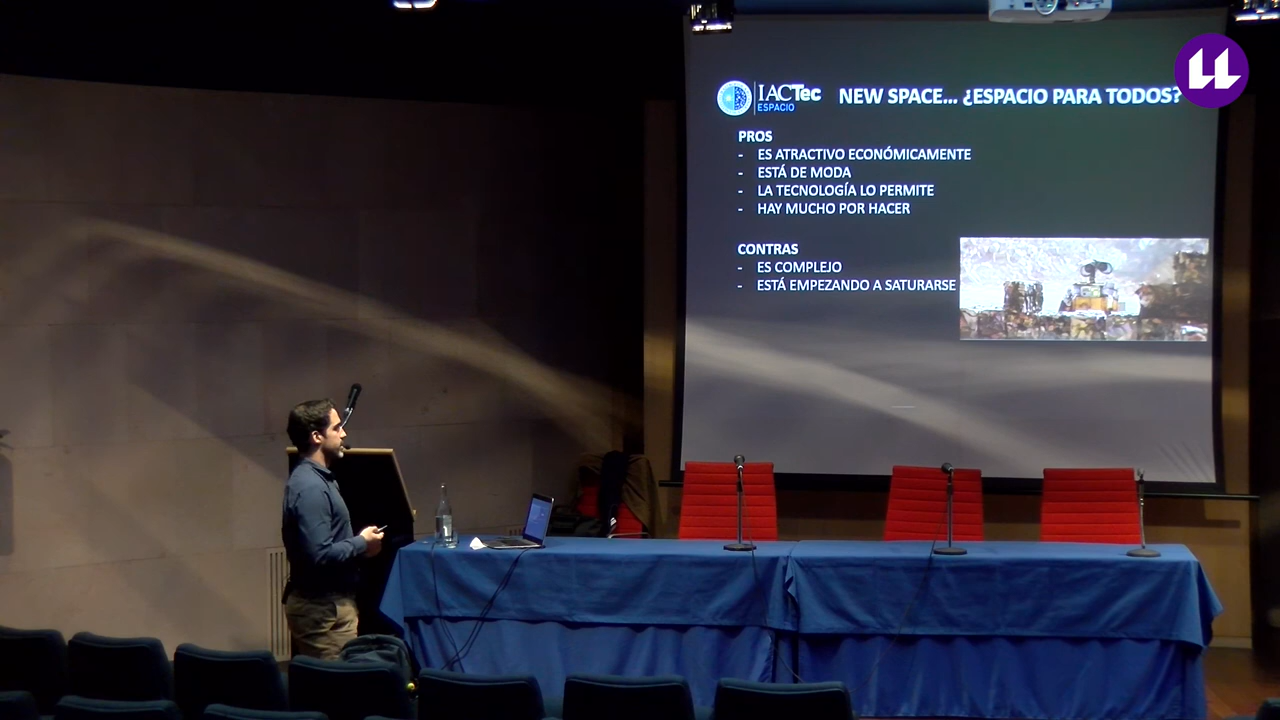 IACTec
ESPACIO
NEW SPACE... ¿ESPACIO PARA TODOS?
PROS
- ES ATRACTIVO ECONÓMICAMENTE
- ESTÁ DE MODA
- LA TECNOLOGÍA LO PERMITE
- HAY MUCHO POR HACER
CONTRAS
- ES COMPLEJO
- ESTÁ EMPEZANDO A SATURARSE